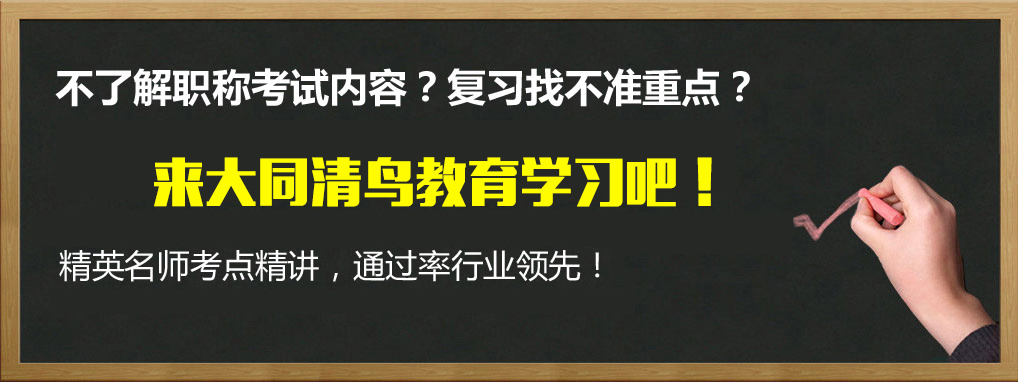 不了解职称考试内容？复习找不准重点？
来大同清鸟教育学习吧！
精英名师考点精讲，通过率行业领先！